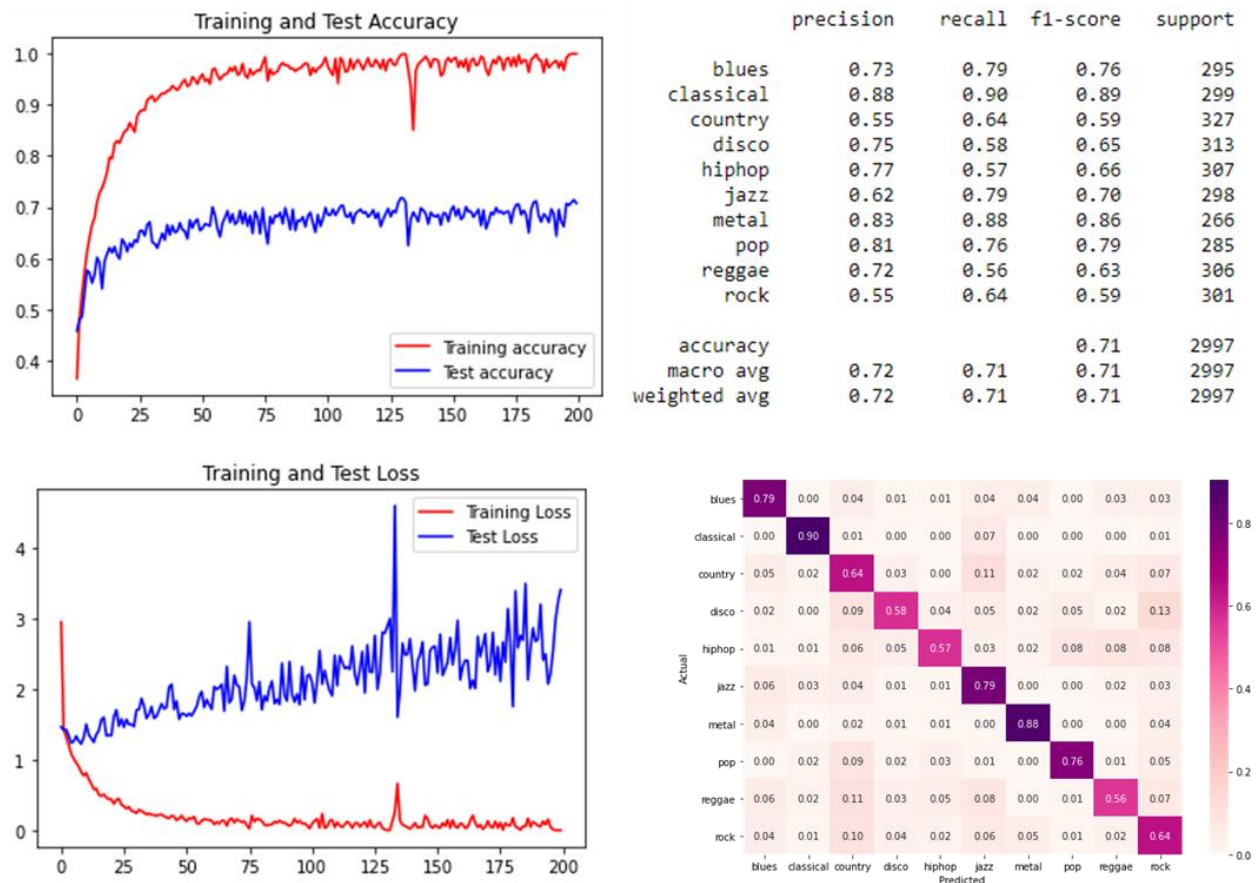 Training and Test Accuracy
1.0
0.9
0.8
0.7
0.6
0.5
0.4
Training accuracy
Test accuracy
0 25 50 75 100 125 150 175 200
precision recall f1-score support
blues 0.73 0.79 0.76 295
classical 0.88 0.90 0.89 299
country 0.55 0.64 0.59 327
disco 0.75 0.58 0.65 313
hiphop 0.77 0.57 0.66 307
jazz 0.62 0.79 0.70 298
metal 0.83 0.88 0.86 266
pop 0.81 0.76 0.79 285
reggae 0.72 0.56 0.63 306
rock 0.55 0.64 0.59 301
accuracy 0.71 2997
macro avg 0.72 0.71 0.71 2997
weighted avg 0.72 0.71 0.71 2997
Training and Test Loss
Training Loss
Test Loss
4
3
2
1
0
0 25 50 75 100 125 150 175 200
Actual
blues 0.79 0.00 0.04 0.01 0.01 0.04 0.04 0.00 0.03 0.03
classical 0.00 0.90 0.01 0.00 0.00 0.07 0.00 0.00 0.00 0.01
country 0.05 0.02 0.64 0.03 0.00 0.11 0.02 0.02 0.04 0.07
disco 0.02 0.00 0.09 0.58 0.04 0.05 0.02 0.05 0.02 0.13
hiphop 0.01 0.01 0.06 0.05 0.57 0.03 0.02 0.08 0.08 0.08
jazz 0.06 0.03 0.04 0.01 0.01 0.79 0.00 0.00 0.02 0.03
metal 0.04 0.00 0.02 0.01 0.01 0.00 0.88 0.00 0.00 0.04
pop 0.00 0.02 0.09 0.02 0.03 0.01 0.00 0.76 0.01 0.05
reggae 0.06 0.02 0.11 0.03 0.05 0.08 0.00 0.01 0.56 0.07
rock 0.04 0.01 0.10 0.04 0.02 0.06 0.05 0.01 0.02 0.64
blues classical country disco hiphop jazz metal pop reggae rock
Predicted
0.8
0.6
0.4
0.2
0.0